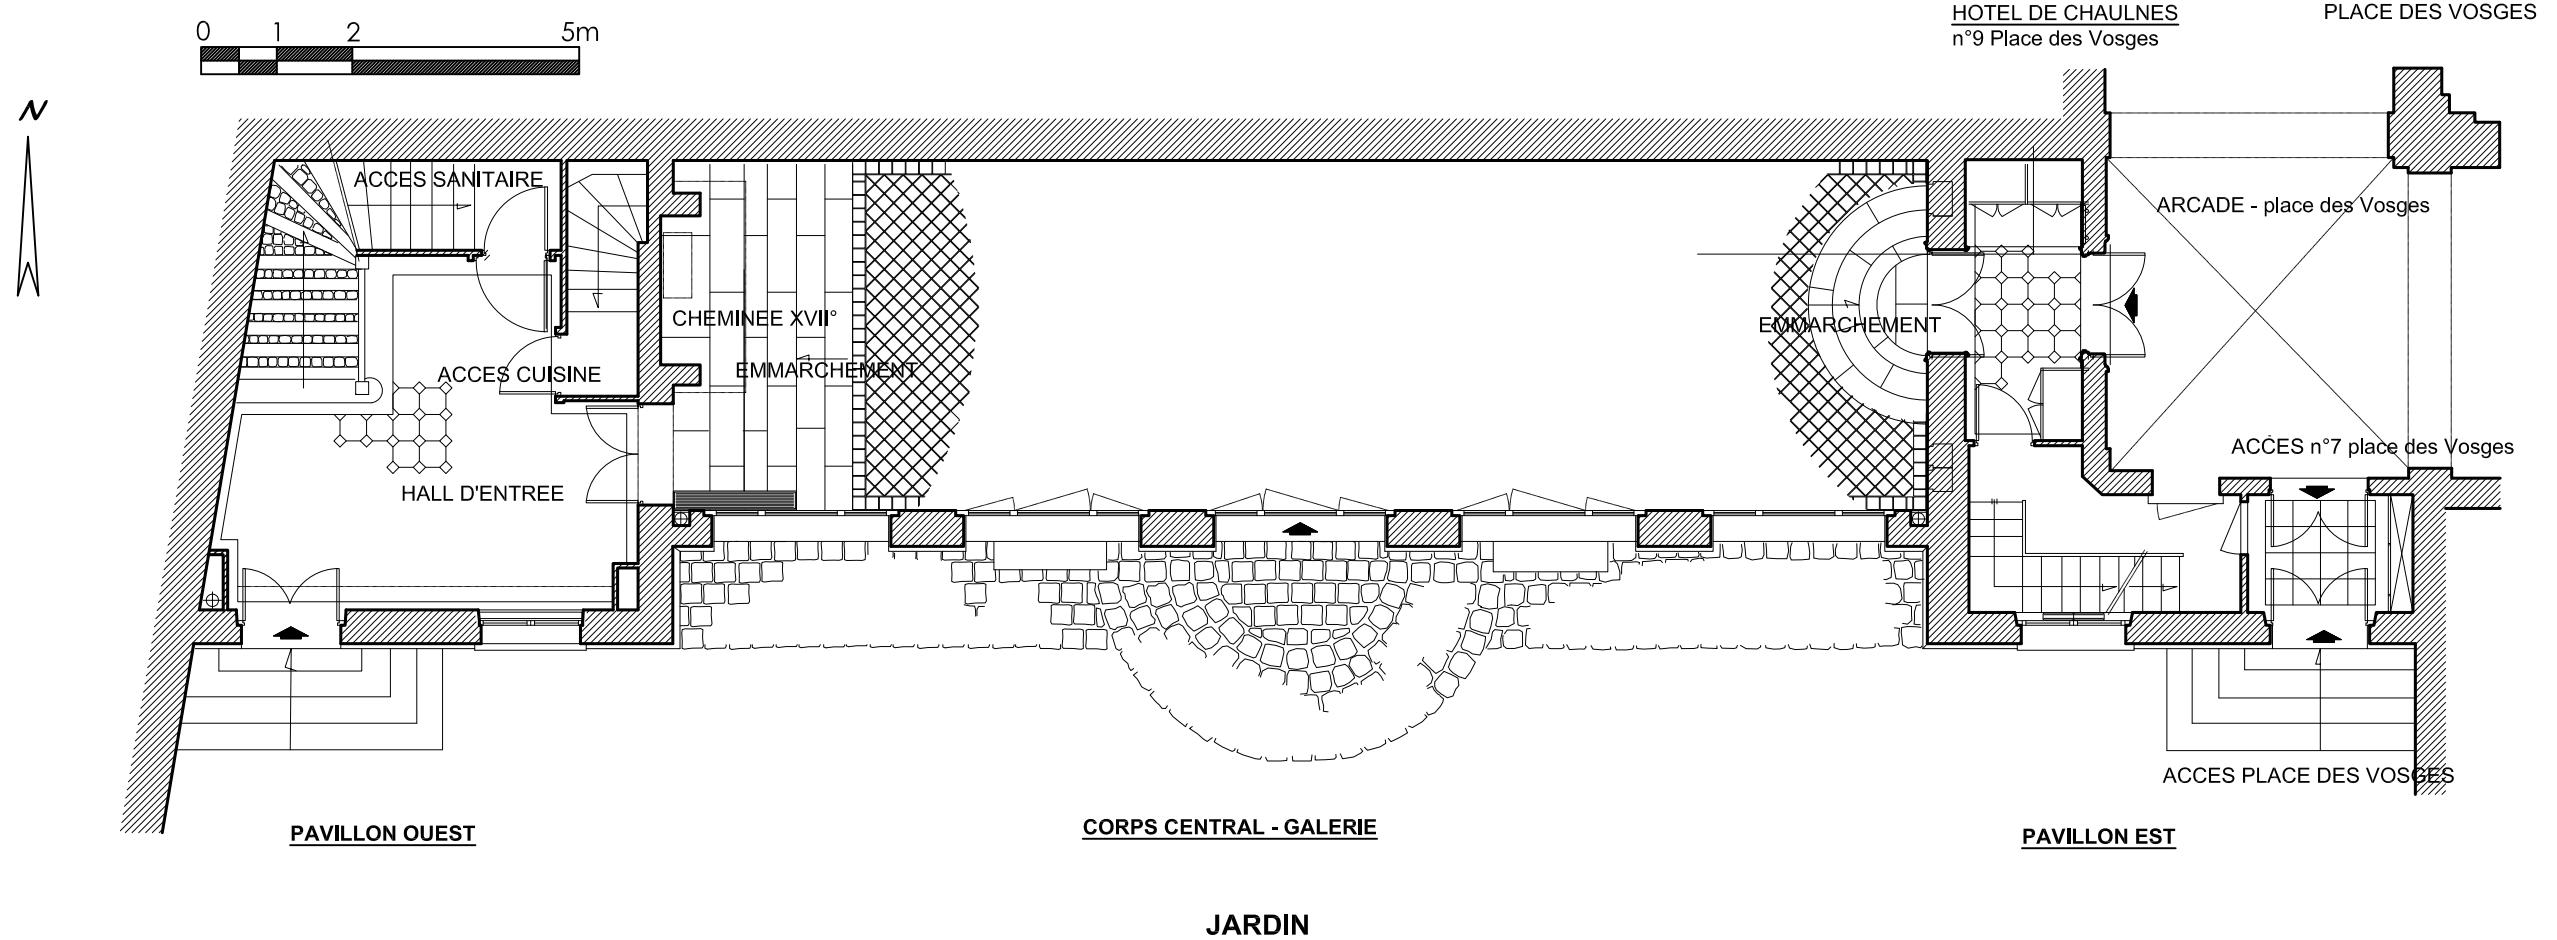 HOTEL DE CHAULNES
n°9 Place des Vosges
PLACE DES VOSGES
0 1 2 5m
N
ACCES SANITAIRE
ARCADE - place des Vosges
CHEMINEE XVII°
EMMARCHEMENT
EMMARCHEMENT
ACCES CUISINE
ACCÈS n°7 place des Vosges
HALL D'ENTREE
ACCES PLACE DES VOSGES
PAVILLON OUEST
CORPS CENTRAL - GALERIE
PAVILLON EST
JARDIN